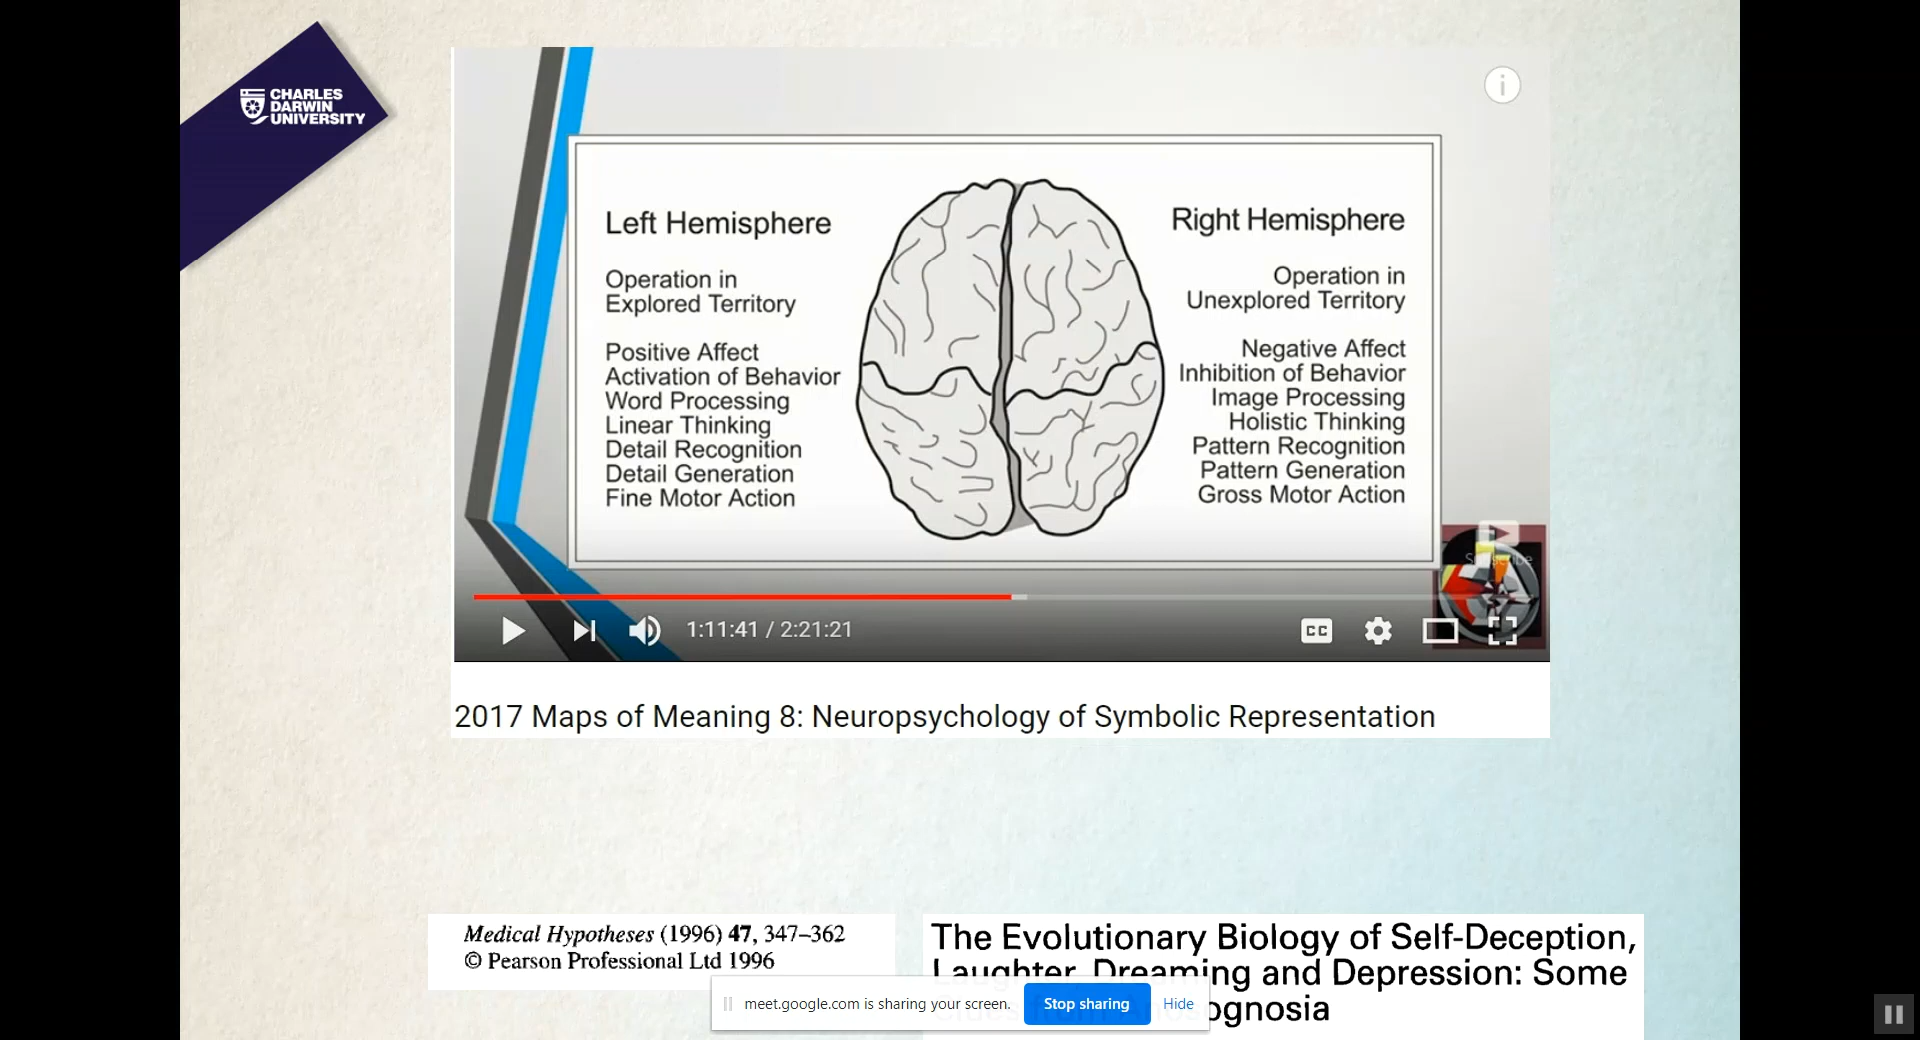 CHARLES
DARWIN
UNIVERSITY
i
Left Hemisphere
Operation in
Explored Territory
Positive Affect
Activation of Behavior
Word Processing
Linear Thinking
Detail Recognition
Detail Generation
Fine Motor Action
Right Hemisphere
Operation in
Unexplored Territory
Negative Affect
Inhibition of Behavior
Image Processing
Holistic Thinking
Pattern Recognition
Pattern Generation
Gross Motor Action
1:11:41 / 2:21:21
CC
2017 Maps of Meaning 8: Neuropsychology of Symbolic Representation
Medical Hypotheses (1996) 47, 347–362
© Pearson Professional Ltd 1996
The Evolutionary Biology of Self-Deception,
Laughter, Dreaming and Depression: Some
ognosia
meet.google.com is sharing your screen.
Stop sharing
Hide